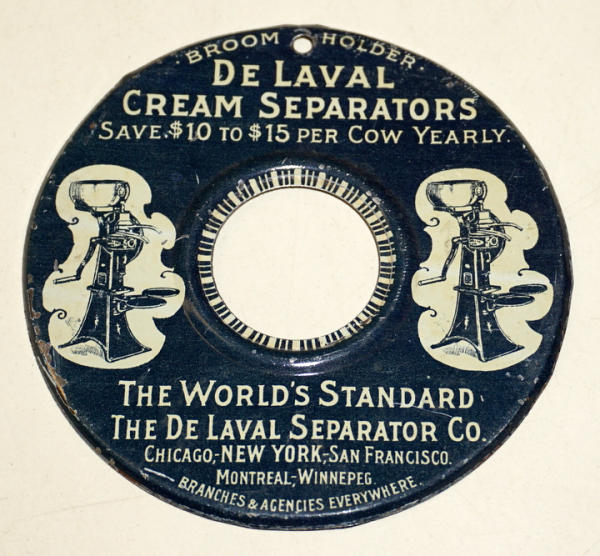 · BROOM HOLDER ·
DE LAVAL
CREAM SEPARATORS
SAVE $10 TO $15 PER COW YEARLY.
THE WORLD'S STANDARD
THE DE LAVAL SEPARATOR CO.
CHICAGO,-NEW YORK,-SAN FRANCISCO.
MONTREAL,-WINNEPEG.
BRANCHES & AGENCIES EVERYWHERE.